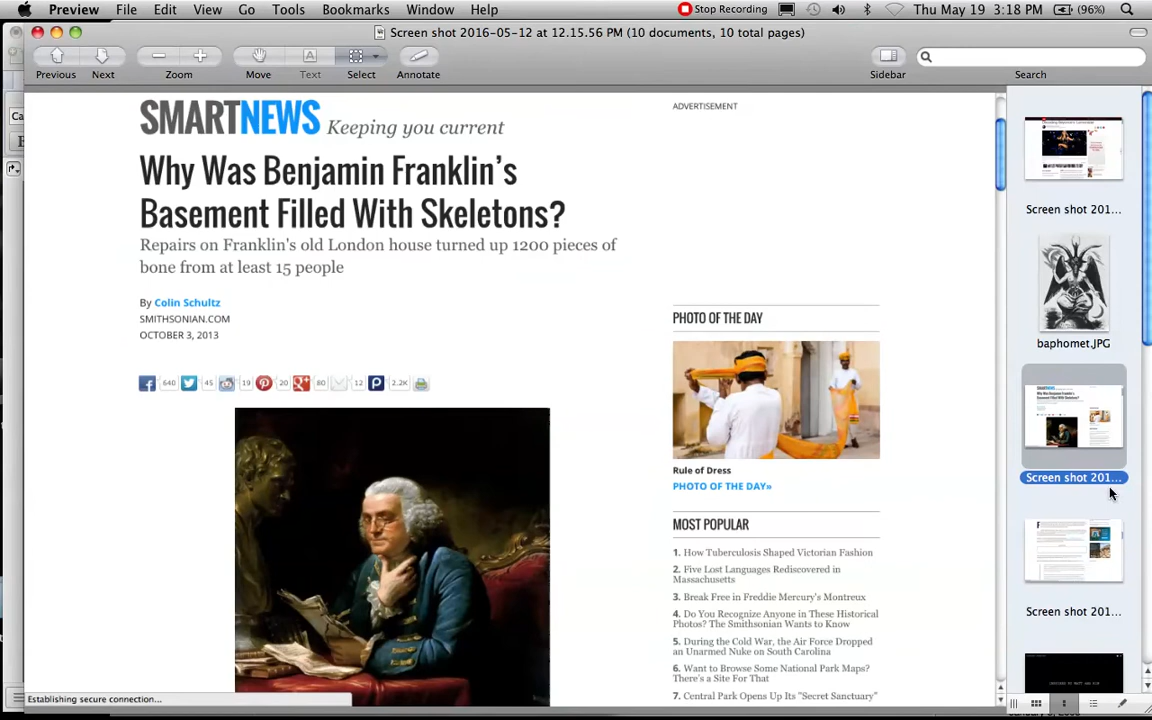 Preview File Edit View Go Tools Bookmarks Window Help Stop Recording Thu May 19 3:18 PM (96%)
Screen shot 2016-05-12 at 12.15.56 PM (10 documents, 10 total pages)
Previous Next Zoom Move Text Select Annotate Sidebar Search
SMARTNEWS Keeping you current
Why Was Benjamin Franklin's
Basement Filled With Skeletons?
Repairs on Franklin's old London house turned up 1200 pieces of
bone from at least 15 people
By Colin Schultz
SMITHSONIAN.COM
OCTOBER 3, 2013
640 45 19 20 80 12 2.2K
ADVERTISEMENT
PHOTO OF THE DAY
Rule of Dress
PHOTO OF THE DAY»
MOST POPULAR
1. How Tuberculosis Shaped Victorian Fashion
2. Five Lost Languages Rediscovered in
Massachusetts
3. Break Free in Freddie Mercury's Montreux
4. Do You Recognize Anyone in These Historical
Photos? The Smithsonian Wants to Know
5. During the Cold War, the Air Force Dropped
an Unarmed Nuke on South Carolina
6. Want to Browse Some National Park Maps?
There's a Site For That
7. Central Park Opens Up Its "Secret Sanctuary"
Screen shot 201...
baphomet.JPG
Screen shot 201...
Screen shot 201...
Establishing secure connection...